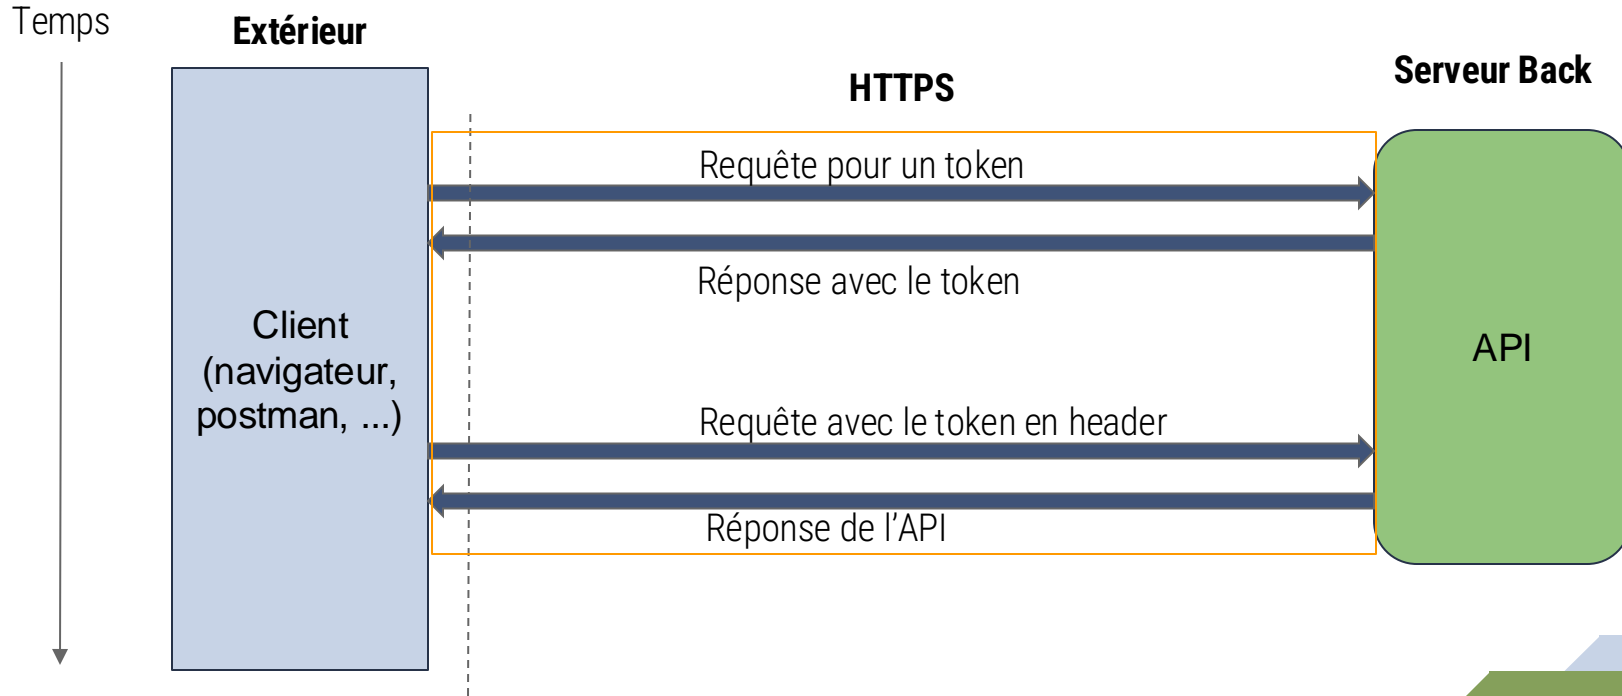 Temps
Extérieur
HTTPS
Serveur Back
Requête pour un token
Réponse avec le token
Client
(navigateur,
postman, ...)
API
Requête avec le token en header
Réponse de l’API